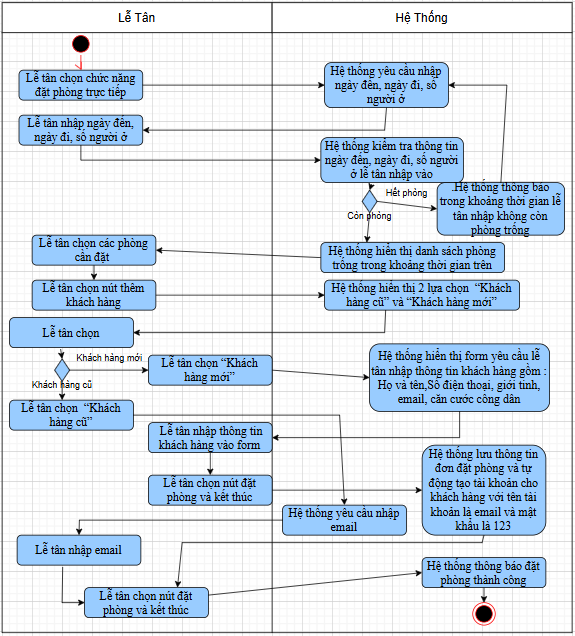 Lễ Tân
Hệ Thống
Lễ tân chọn chức năng
đặt phòng trực tiếp
Hệ thống yêu cầu nhập
ngày đến, ngày đi, số
người ở
Lễ tân nhập ngày đến,
ngày đi, số người ở
Hệ thống kiểm tra thông tin
ngày đến, ngày đi, số người
ở lễ tân nhập vào
Hết phòng
Hệ thống thông báo
trong khoảng thời gian lễ
tân nhập không còn
phòng trống
Còn phòng
Lễ tân chọn các phòng
cần đặt
Hệ thống hiển thị danh sách phòng
trống trong khoảng thời gian trên
Lễ tân chọn nút thêm
khách hàng
Hệ thống hiển thị 2 lựa chọn “Khách
hàng cũ” và “Khách hàng mới”
Lễ tân chọn
Khách hàng mới
Lễ tân chọn “Khách
hàng mới”
Hệ thống hiển thị form yêu cầu lễ
tân nhập thông tin khách hàng gồm :
Họ và tên,Số điện thoại, giới tính,
email, căn cước công dân
Khách hàng cũ
Lễ tân chọn “Khách
hàng cũ”
Lễ tân nhập thông tin
khách hàng vào form
Hệ thống lưu thông tin
đơn đặt phòng và tự
động tạo tài khoản cho
khách hàng với tên tài
khoản là email và mật
khẩu là 123
Lễ tân chọn nút đặt
phòng và kết thúc
Hệ thống yêu cầu nhập
email
Lễ tân nhập email
Hệ thống thông báo đặt
phòng thành công
Lễ tân chọn nút đặt
phòng và kết thúc